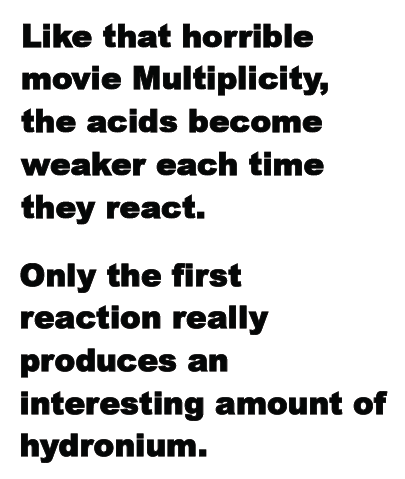 Like that horrible
movie Multiplicity,
the acids become
weaker each time
they react.
Only the first
reaction really
produces an
interesting amount of
hydronium.